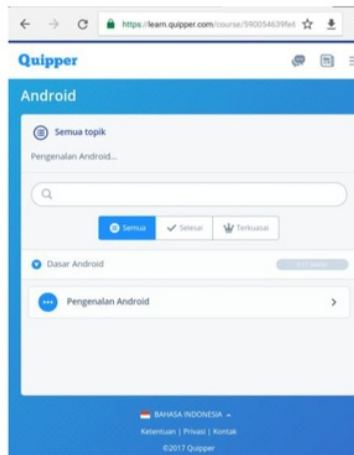 https://learn.quipper.com/course/590054639fe6
Quipper
Android
Semua topik
Pengenalan Android...
Semua
Selesai
Terkuasai
Dasar Android
Pengenalan Android
BAHASA INDONESIA
Ketentuan | Privasi | Kontak
©2017 Quipper